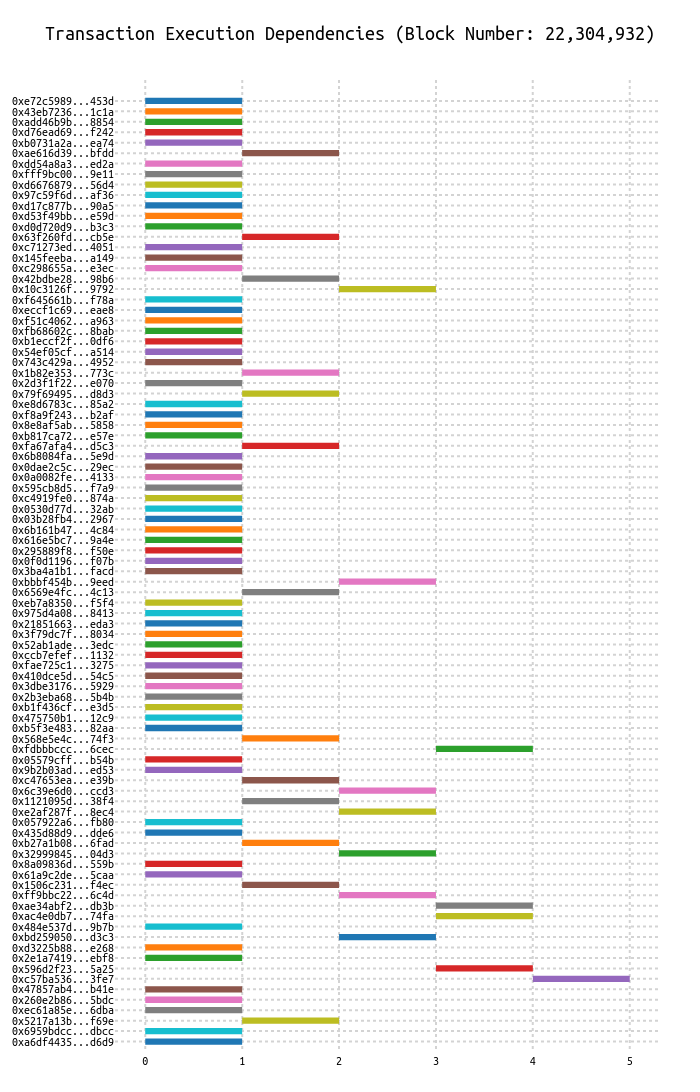 Transaction Execution Dependencies (Block Number: 22,304,932)
0xe72c5989...453d
0x43eb7236...1c1a
0xadd46b9b...8854
0xd76ead69...f242
0xb0731a2a...ea74
0xae616d39...bfdd
0xdd54a8a3...ed2a
0xfff9bc00...9e11
0xd6676879...56d4
0x97c59f6d...af36
0xd17c877b...90a5
0xd53f49bb...e59d
0xd0d720d9...b3c3
0x63f260fd...cb5e
0xc71273ed...4051
0x145feeba...a149
0xc298655a...e3ec
0x42bdbe28...98b6
0x10c3126f...9792
0xf645661b...f78a
0xeccf1c69...eae8
0xf51c4062...a963
0xfb68602c...8bab
0xb1eccf2f...0df6
0x54ef05cf...a514
0x743c429a...4952
0x1b82e353...773c
0x2d3f1f22...e070
0x79f69495...d8d3
0xe8d6783c...85a2
0xf8a9f243...b2af
0x8e8af5ab...5858
0xb817ca72...e57e
0xfa67afa4...d5c3
0x6b8084fa...5e9d
0x0dae2c5c...29ec
0x0a0082fe...4133
0x595cb8d5...f7a9
0xc4919fe0...874a
0x0530d77d...32ab
0x03b28fb4...2967
0x6b161b47...4c84
0x616e5bc7...9a4e
0x295889f8...f50e
0x0f0d1196...f07b
0x3ba4a1b1...facd
0xbbbf454b...9eed
0x6569e4fc...4c13
0xeb7a8350...f5f4
0x975d4a08...8413
0x21851663...eda3
0x3f79dc7f...8034
0x52ab1ade...3edc
0xccb7efef...1132
0xfae725c1...3275
0x410dce5d...54c5
0x3dbe3176...5929
0x2b3eba68...5b4b
0xb1f436cf...e3d5
0x475750b1...12c9
0xb5f3e483...82aa
0x568e5e4c...74f3
0xfdbbbccc...6cec
0x05579cff...b54b
0x9b2b03ad...ed53
0xc47653ea...e39b
0x6c39e6d0...ccd3
0x1121095d...38f4
0xe2af287f...8ec4
0x057922a6...fb80
0x435d88d9...dde6
0xb27a1b08...6fad
0x32999845...04d3
0x8a09836d...559b
0x61a9c2de...5caa
0x1506c231...f4ec
0xff9bbc22...6c4d
0xae34abf2...db3b
0xac4e0db7...74fa
0x484e537d...9b7b
0xbd259050...d3c3
0xd3225b88...e268
0x2e1a7419...ebf8
0x596d2f23...5a25
0xc57ba536...3fe7
0x47857ab4...b41e
0x260e2b86...5bdc
0xec61a85e...6dba
0x5217a13b...f69e
0x6959bdcc...dbcc
0xa6df4435...d6d9
0 1 2 3 4 5